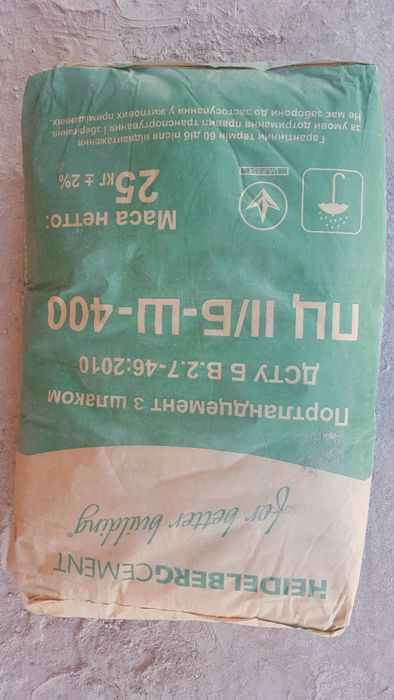 HEIDELBERGCEMENT
for better building
Портландцемент з шлаком
ДСТУ Б В.2.7-46:2010
ПЦ ІІ/Б-Ш-400
Маса нетто:
25 кг ± 2%
Гарантійний термін 60 діб після відвантаження
за умови дотримання правил транспортування і зберігання.
Не має заборони до застосування у житлових приміщеннях.